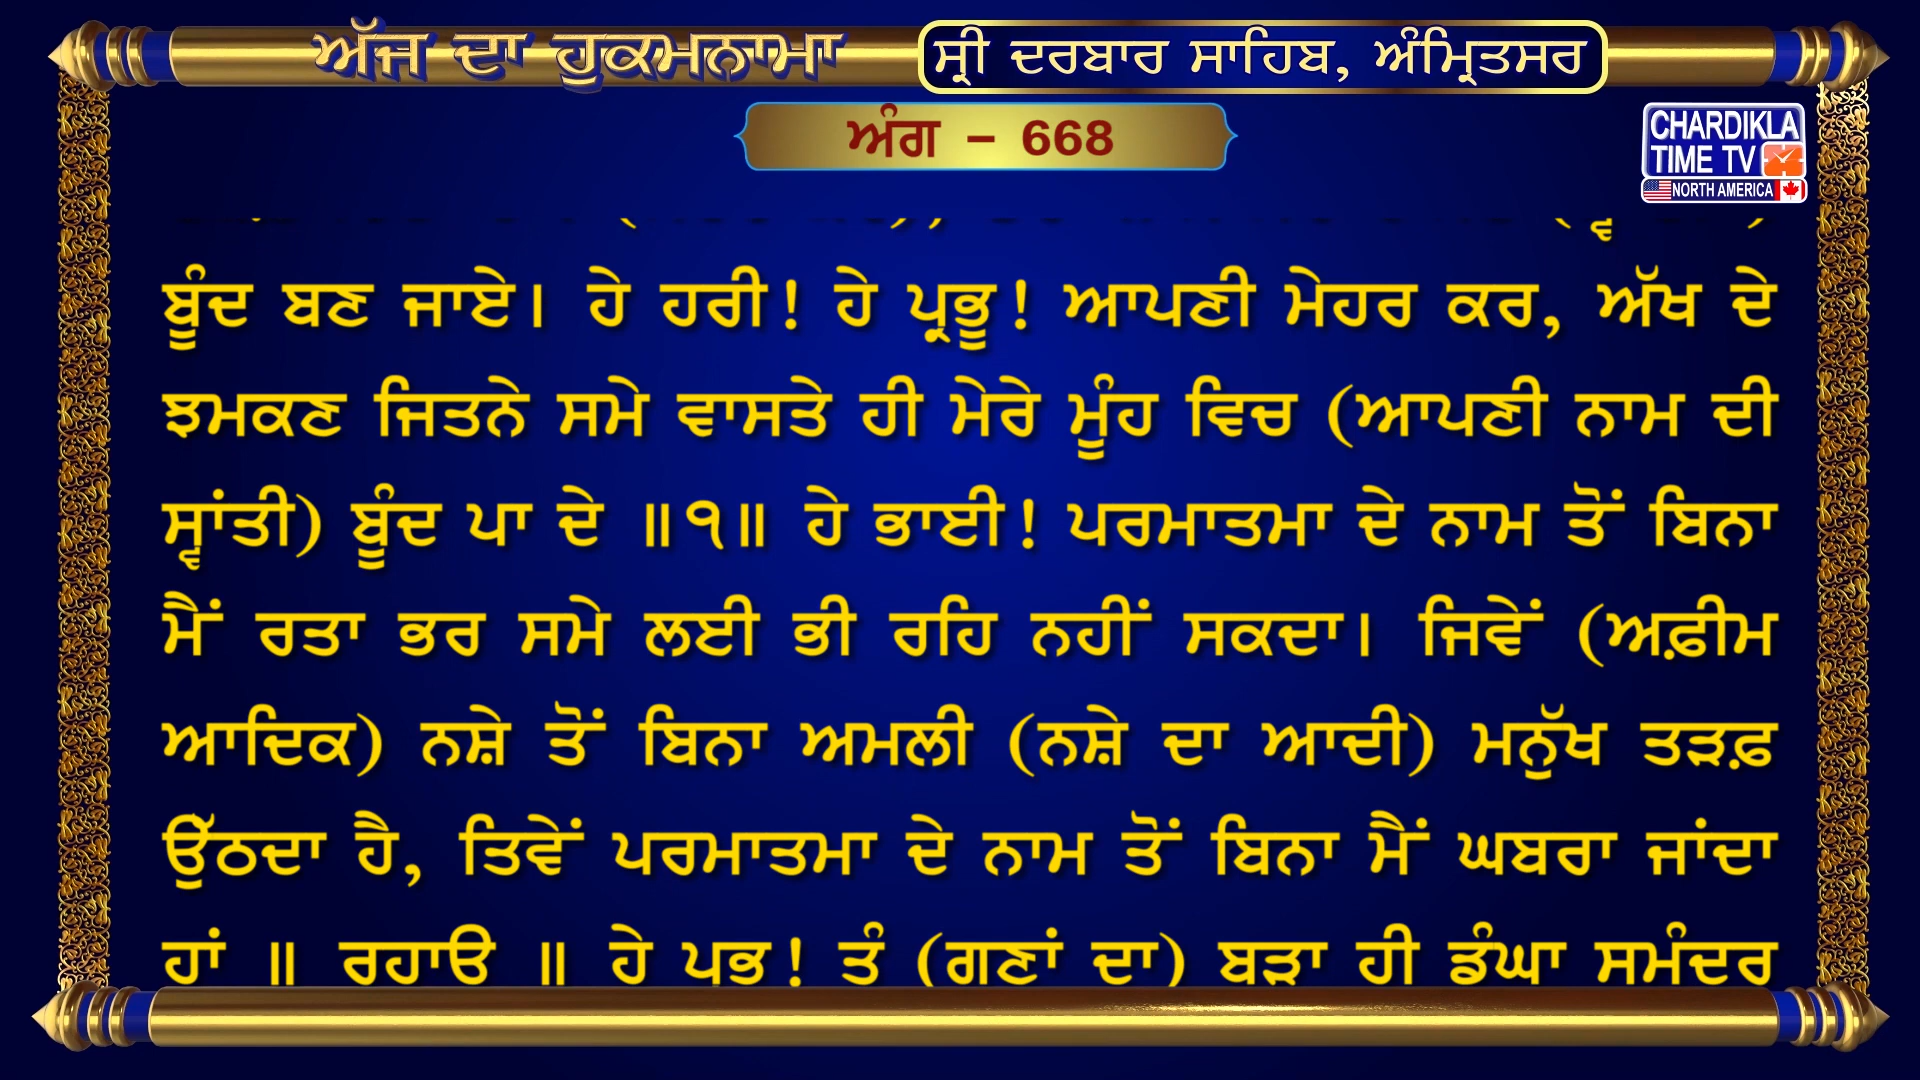 ਅੱਜ ਦਾ ਹੁਕਮਨਾਮਾ
ਸ੍ਰੀ ਦਰਬਾਰ ਸਾਹਿਬ, ਅੰਮ੍ਰਿਤਸਰ
ਅੰਗ – 668
CHARDIKLA
TIME TV
NORTH AMERICA
ਬੂੰਦ ਬਣ ਜਾਏ। ਹੇ ਹਰੀ! ਹੇ ਪ੍ਰਭੂ! ਆਪਣੀ ਮੇਹਰ ਕਰ, ਅੱਖ ਦੇ
ਝਮਕਣ ਜਿਤਨੇ ਸਮੇ ਵਾਸਤੇ ਹੀ ਮੇਰੇ ਮੂੰਹ ਵਿਚ (ਆਪਣੀ ਨਾਮ ਦੀ
ਸ੍ਵਾਂਤੀ) ਬੂੰਦ ਪਾ ਦੇ ॥੧॥ ਹੇ ਭਾਈ! ਪਰਮਾਤਮਾ ਦੇ ਨਾਮ ਤੋਂ ਬਿਨਾ
ਮੈਂ ਰਤਾ ਭਰ ਸਮੇ ਲਈ ਭੀ ਰਹਿ ਨਹੀਂ ਸਕਦਾ। ਜਿਵੇਂ (ਅਫ਼ੀਮ
ਆਦਿਕ) ਨਸ਼ੇ ਤੋਂ ਬਿਨਾ ਅਮਲੀ (ਨਸ਼ੇ ਦਾ ਆਦੀ) ਮਨੁੱਖ ਤੜਫ਼
ਉੱਠਦਾ ਹੈ, ਤਿਵੇਂ ਪਰਮਾਤਮਾ ਦੇ ਨਾਮ ਤੋਂ ਬਿਨਾ ਮੈਂ ਘਬਰਾ ਜਾਂਦਾ
ਹਾਂ ॥ ਰਹਾਉ ॥ ਹੇ ਪ੍ਰਭੂ! ਤੂੰ (ਗੁਣਾਂ ਦਾ) ਬੜਾ ਹੀ ਡੂੰਘਾ ਸਮੁੰਦਰ